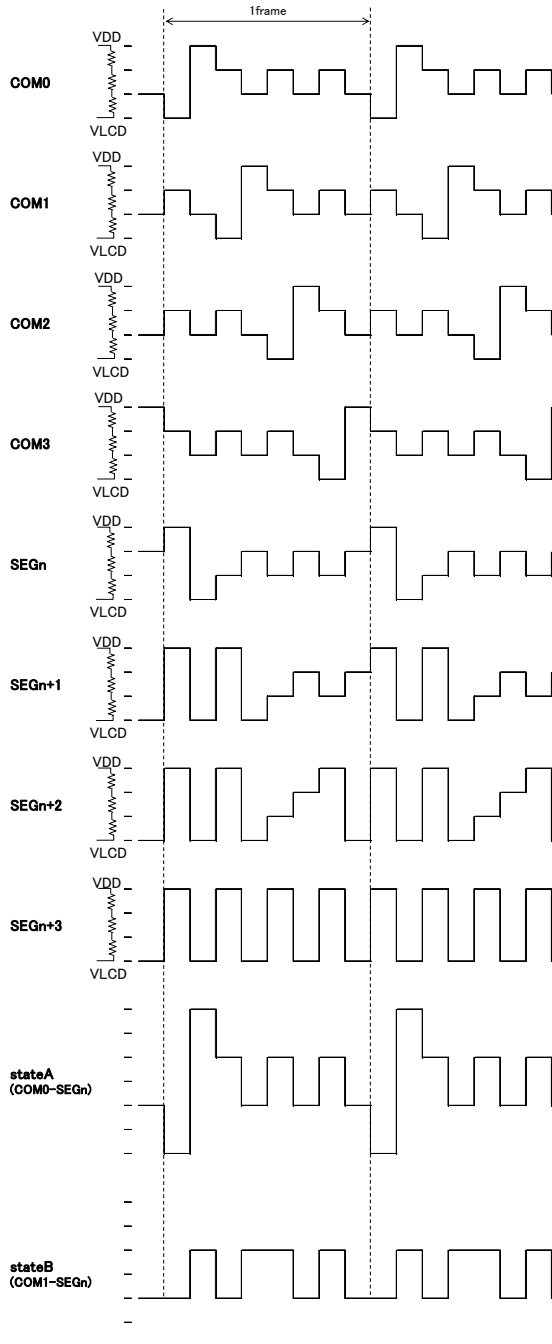 1frame
VDD
COM0
VLCD
VDD
COM1
VLCD
VDD
COM2
VLCD
VDD
COM3
VLCD
VDD
SEGn
VLCD
VDD
SEGn+1
VLCD
VDD
SEGn+2
VLCD
VDD
SEGn+3
VLCD
stateA
(COM0-SEGn)
stateB
(COM1-SEGn)